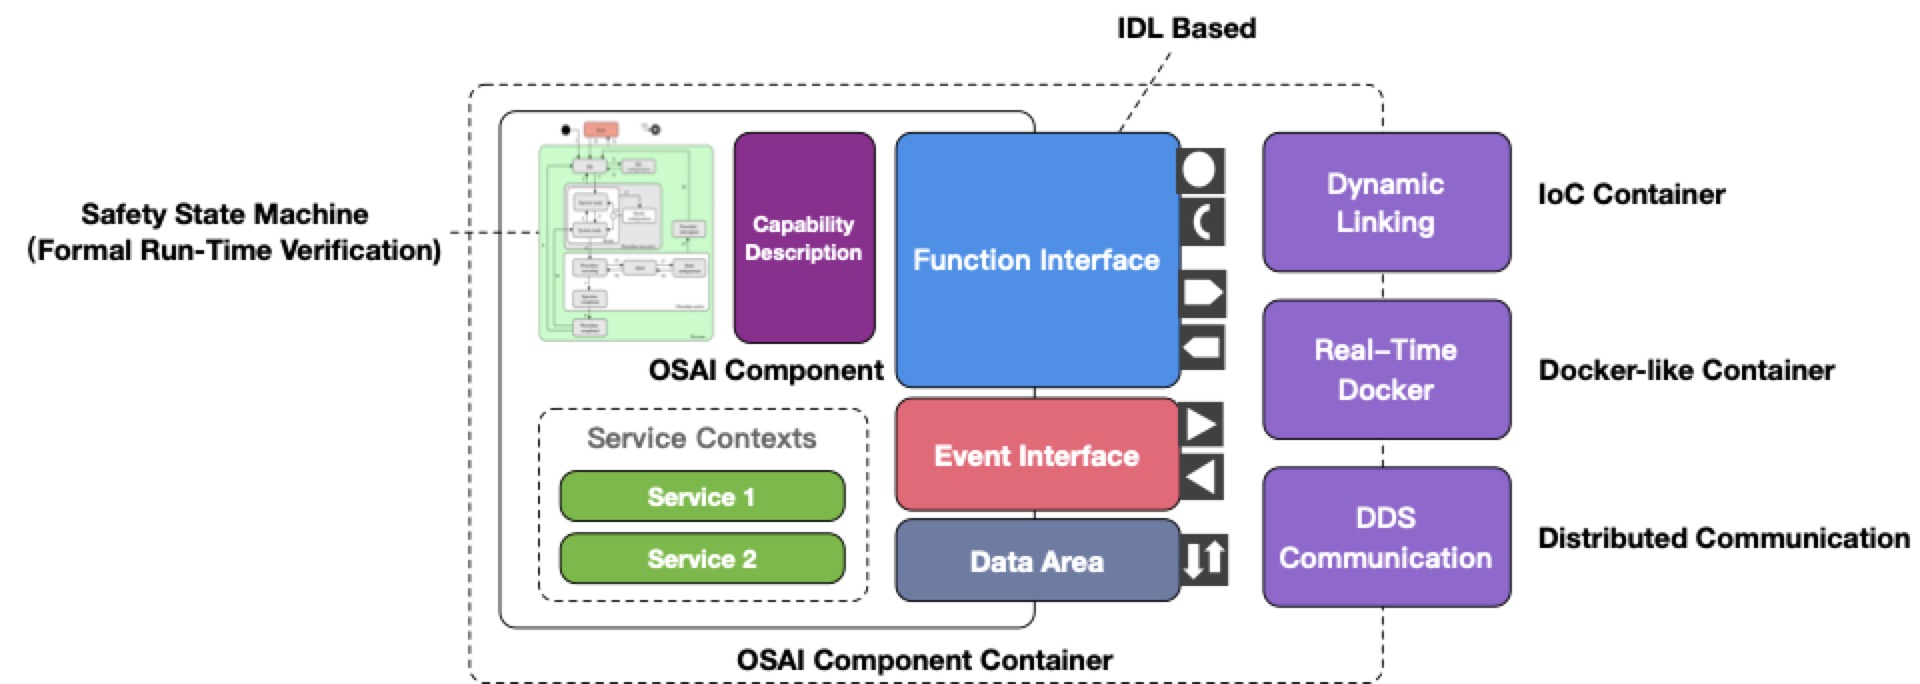 IDL Based
Safety State Machine
(Formal Run-Time Verification)
Capability
Description
Function Interface
Dynamic
Linking
IoC Container
OSAI Component
Real-Time
Docker
Docker-like Container
Service Contexts
Service 1
Service 2
Event Interface
Data Area
DDS
Communication
Distributed Communication
OSAI Component Container